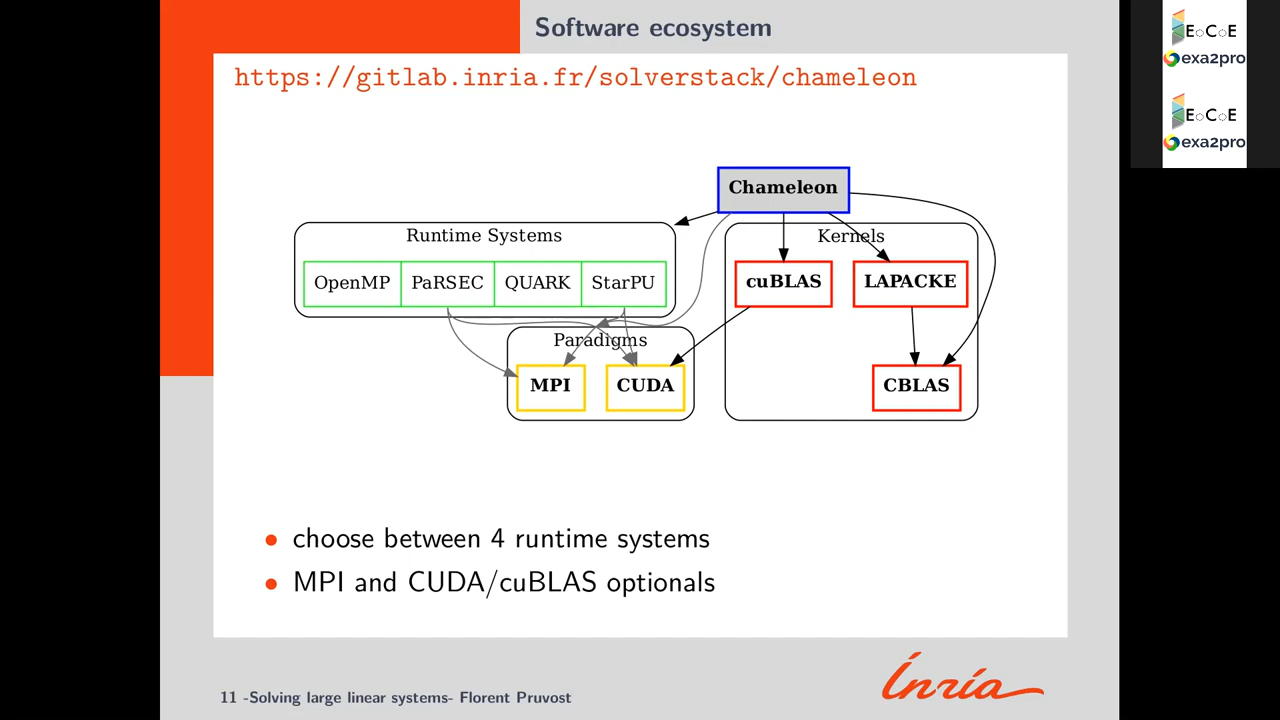 Software ecosystem
https://gitlab.inria.fr/solverstack/chameleon
Chameleon
Runtime Systems
OpenMP PaRSEC QUARK StarPU
Kernels
cuBLAS LAPACKE
Paradigms
MPI CUDA
CBLAS
• choose between 4 runtime systems
• MPI and CUDA/cuBLAS optionals
11 -Solving large linear systems- Florent Pruvost
Inría
EoCoE
exa2pro
EoCoE
exa2pro